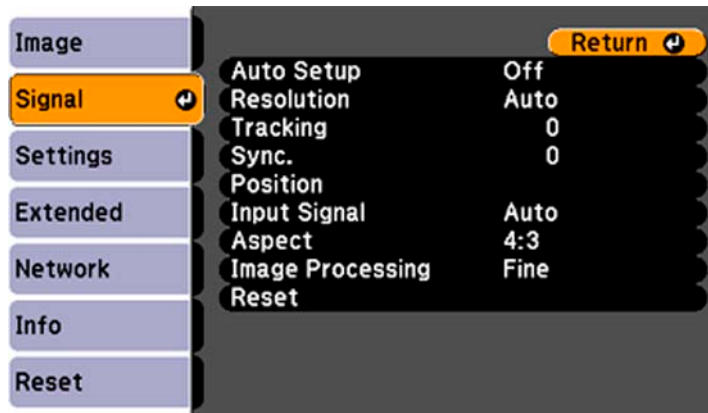 Image
Signal
Settings
Extended
Network
Info
Reset
Return
Auto Setup Off
Resolution Auto
Tracking 0
Sync. 0
Position
Input Signal Auto
Aspect 4:3
Image Processing Fine
Reset